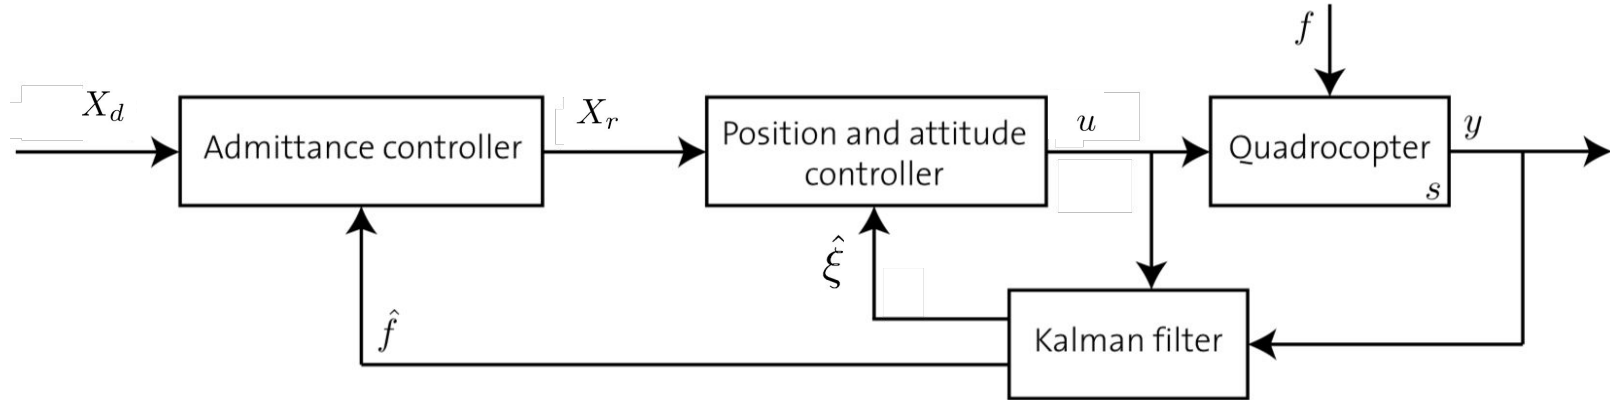 f
X_d
X_r
u
y
Admittance controller
Position and attitude
controller
Quadrocopter
s
ξ̂
f̂
Kalman filter